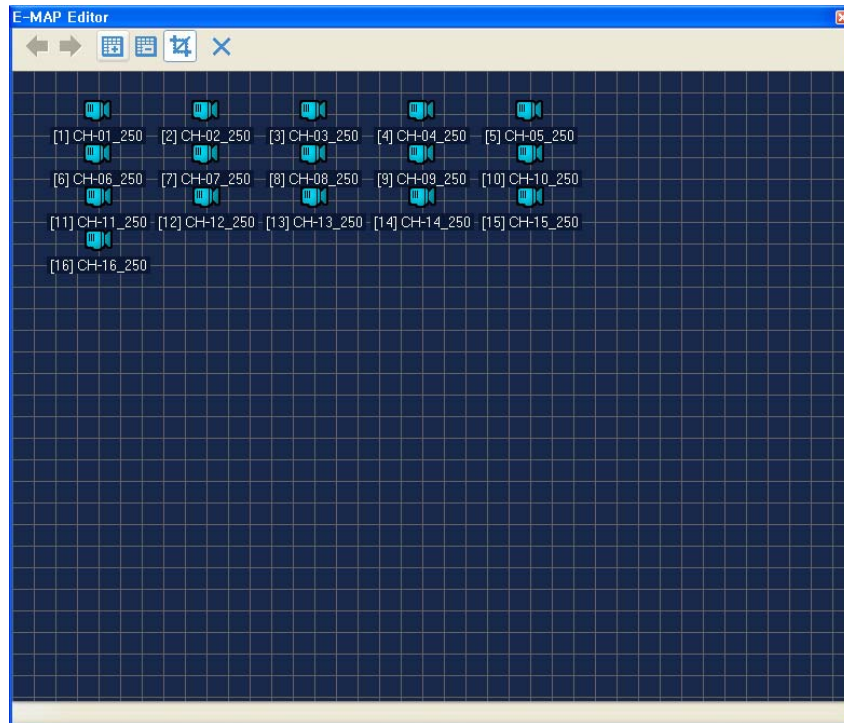 E-MAP Editor
[1] CH-01_250 [2] CH-02_250 [3] CH-03_250 [4] CH-04_250 [5] CH-05_250
[6] CH-06_250 [7] CH-07_250 [8] CH-08_250 [9] CH-09_250 [10] CH-10_250
[11] CH-11_250 [12] CH-12_250 [13] CH-13_250 [14] CH-14_250 [15] CH-15_250
[16] CH-16_250